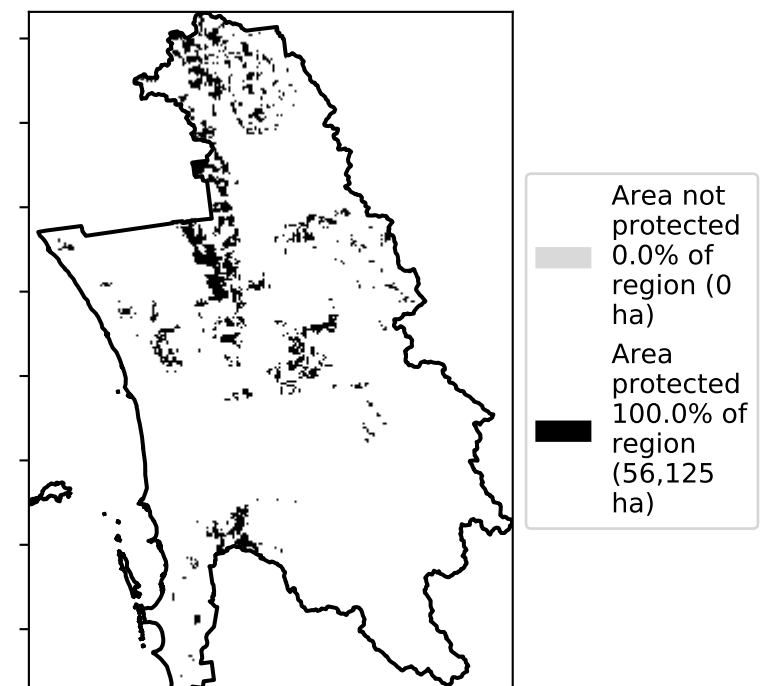 Area not
protected
0.0% of
region (0
ha)
Area
protected
100.0% of
region
(56,125
ha)